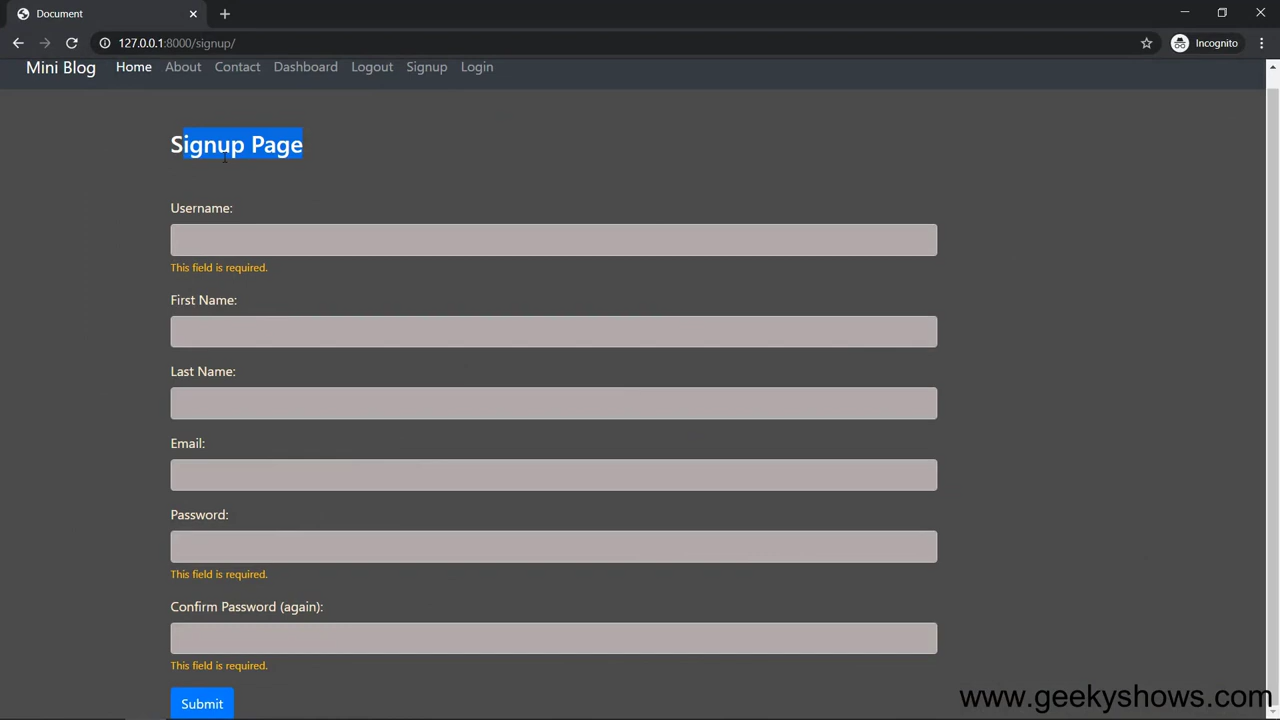 Document
127.0.0.1:8000/signup/
Incognito
Mini Blog Home About Contact Dashboard Logout Signup Login
Signup Page
Username:
This field is required.
First Name:
Last Name:
Email:
Password:
This field is required.
Confirm Password (again):
This field is required.
Submit
www.geekyshows.com